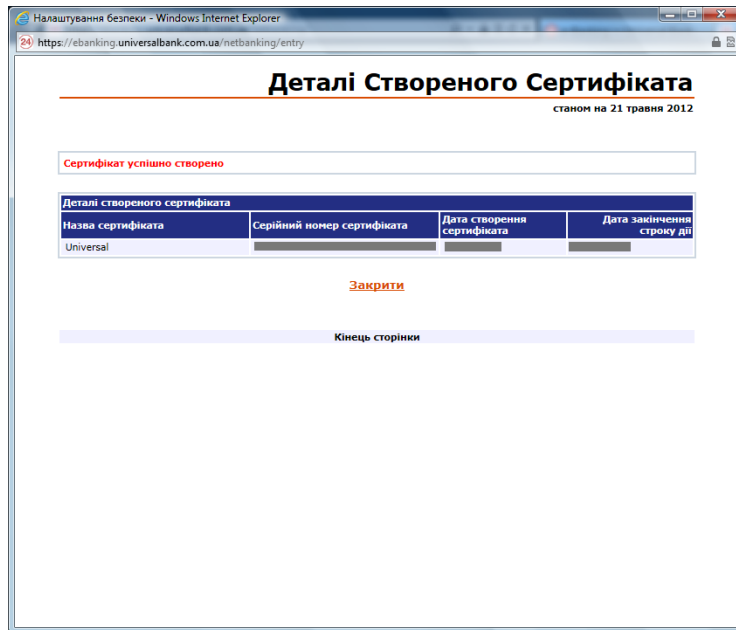 Налаштування безпеки - Windows Internet Explorer
24 https://ebanking.universalbank.com.ua/netbanking/entry
Деталі Створеного Сертифіката
станом на 21 травня 2012
Сертифікат успішно створено
Деталі створеного сертифіката
Назва сертифіката Серійний номер сертифіката Дата створення сертифіката Дата закінчення строку дії
Universal
Закрити
Кінець сторінки